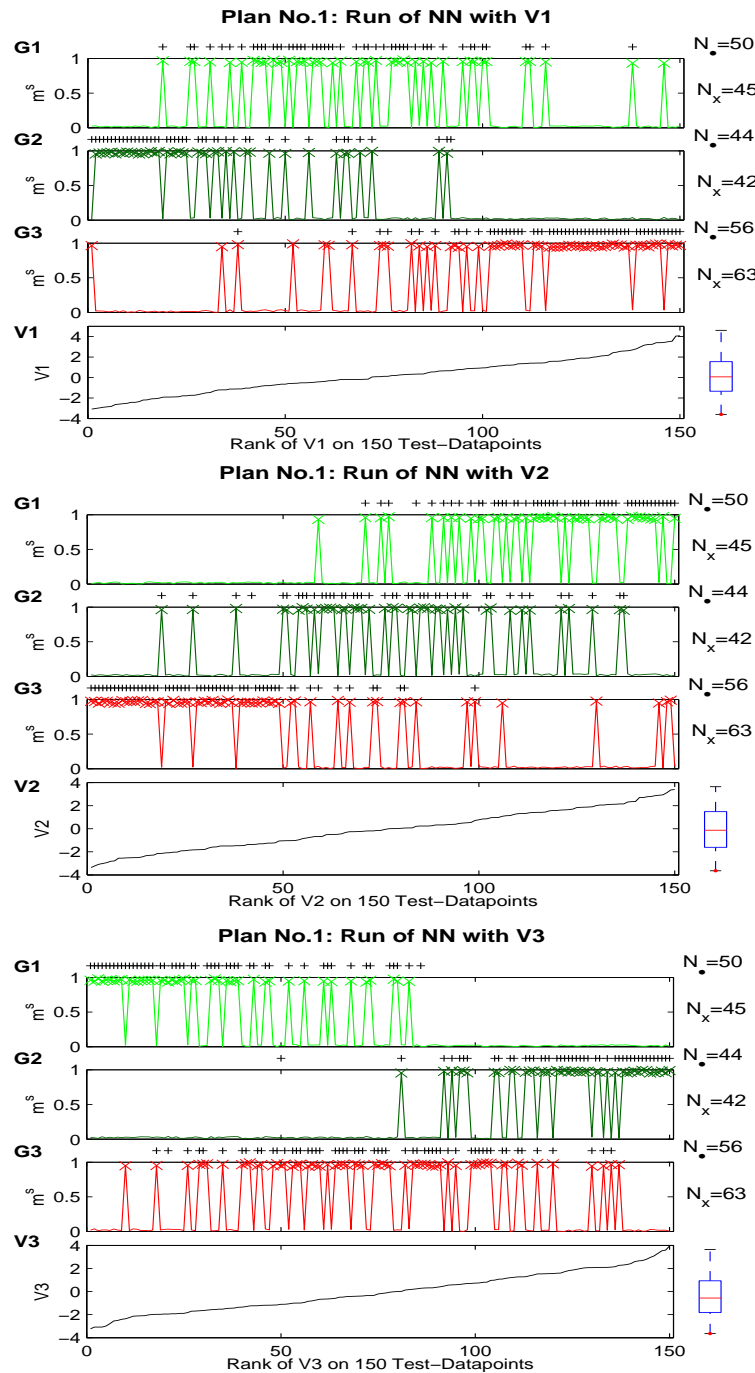 Plan No.1: Run of NN with V1
G1
N•=50
1
0.5
0
m^s
N_x=45
G2
N•=44
1
0.5
0
m^s
N_x=42
G3
N•=56
1
0.5
0
m^s
N_x=63
V1
4
2
0
−2
−4
V1
0 50 100 150
Rank of V1 on 150 Test−Datapoints
Plan No.1: Run of NN with V2
G1
N•=50
1
0.5
0
m^s
N_x=45
G2
N•=44
1
0.5
0
m^s
N_x=42
G3
N•=56
1
0.5
0
m^s
N_x=63
V2
4
2
0
−2
−4
V2
0 50 100 150
Rank of V2 on 150 Test−Datapoints
Plan No.1: Run of NN with V3
G1
N•=50
1
0.5
0
m^s
N_x=45
G2
N•=44
1
0.5
0
m^s
N_x=42
G3
N•=56
1
0.5
0
m^s
N_x=63
V3
4
2
0
−2
−4
V3
0 50 100 150
Rank of V3 on 150 Test−Datapoints